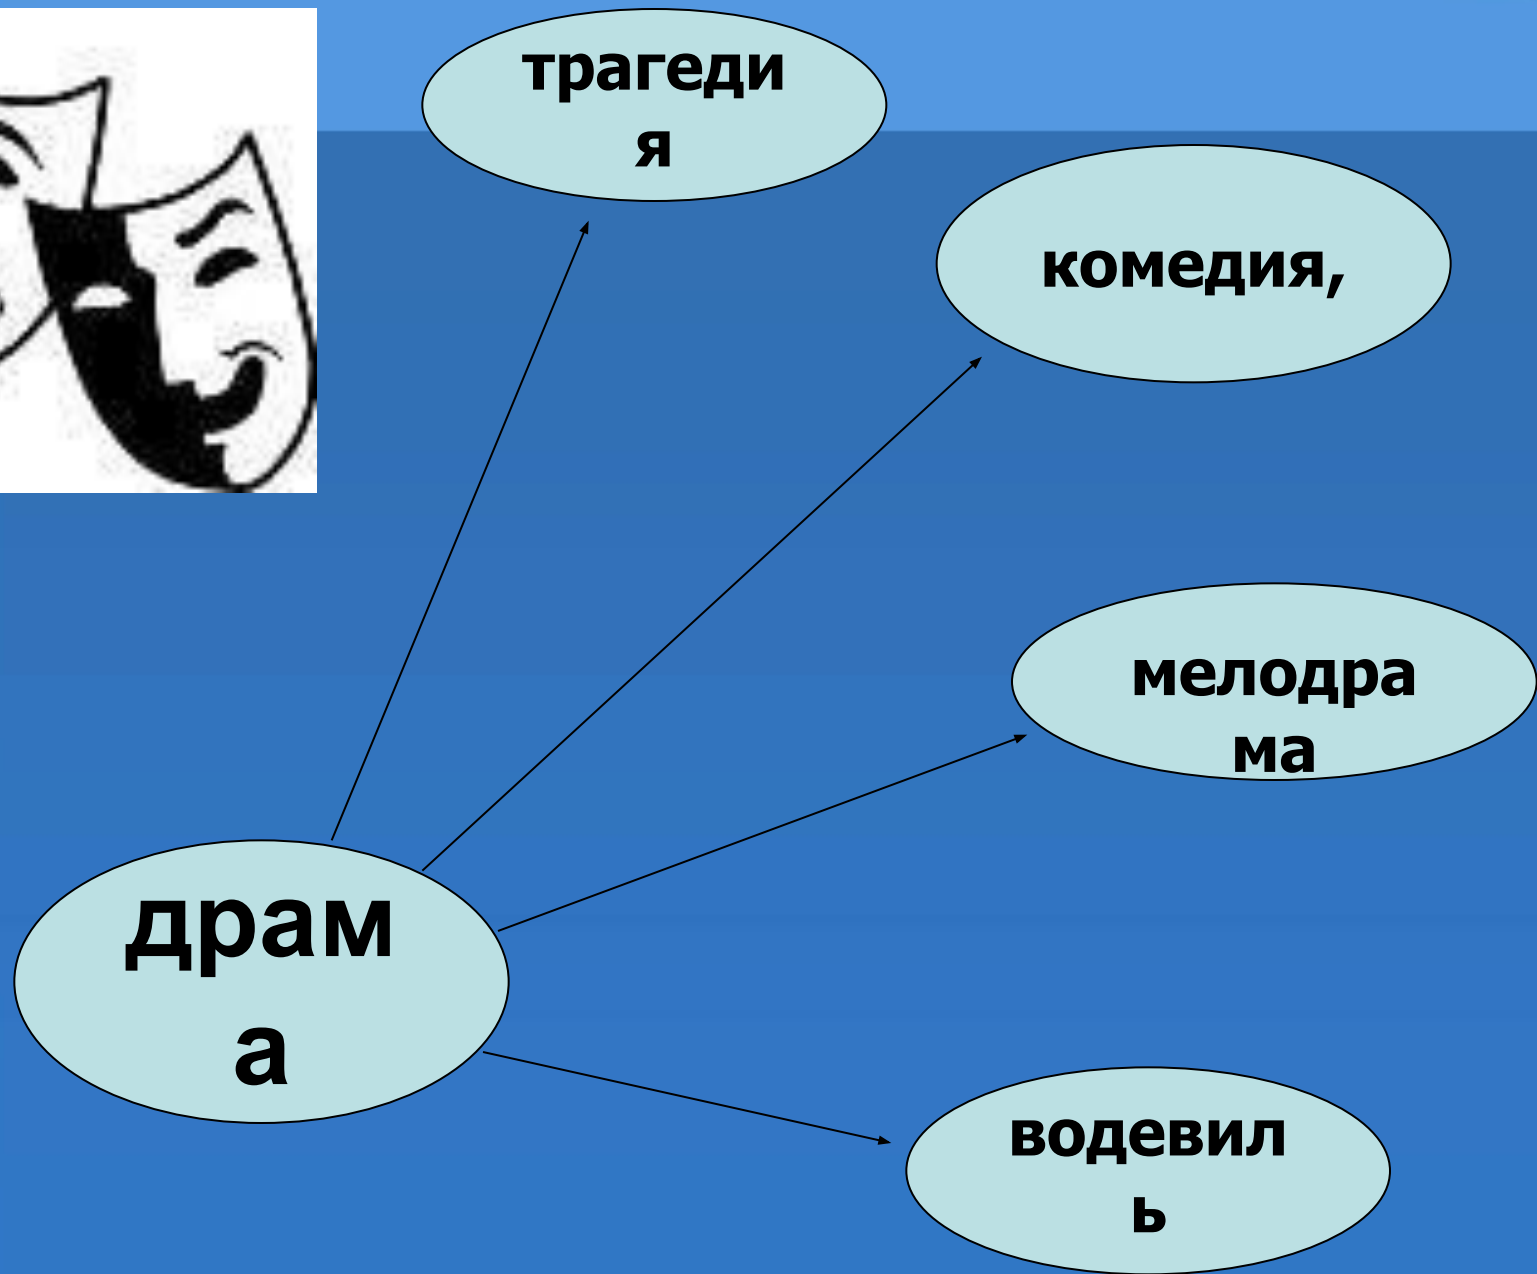 трагеди
я
комедия,
мелодра
ма
драм
а
водевил
ь